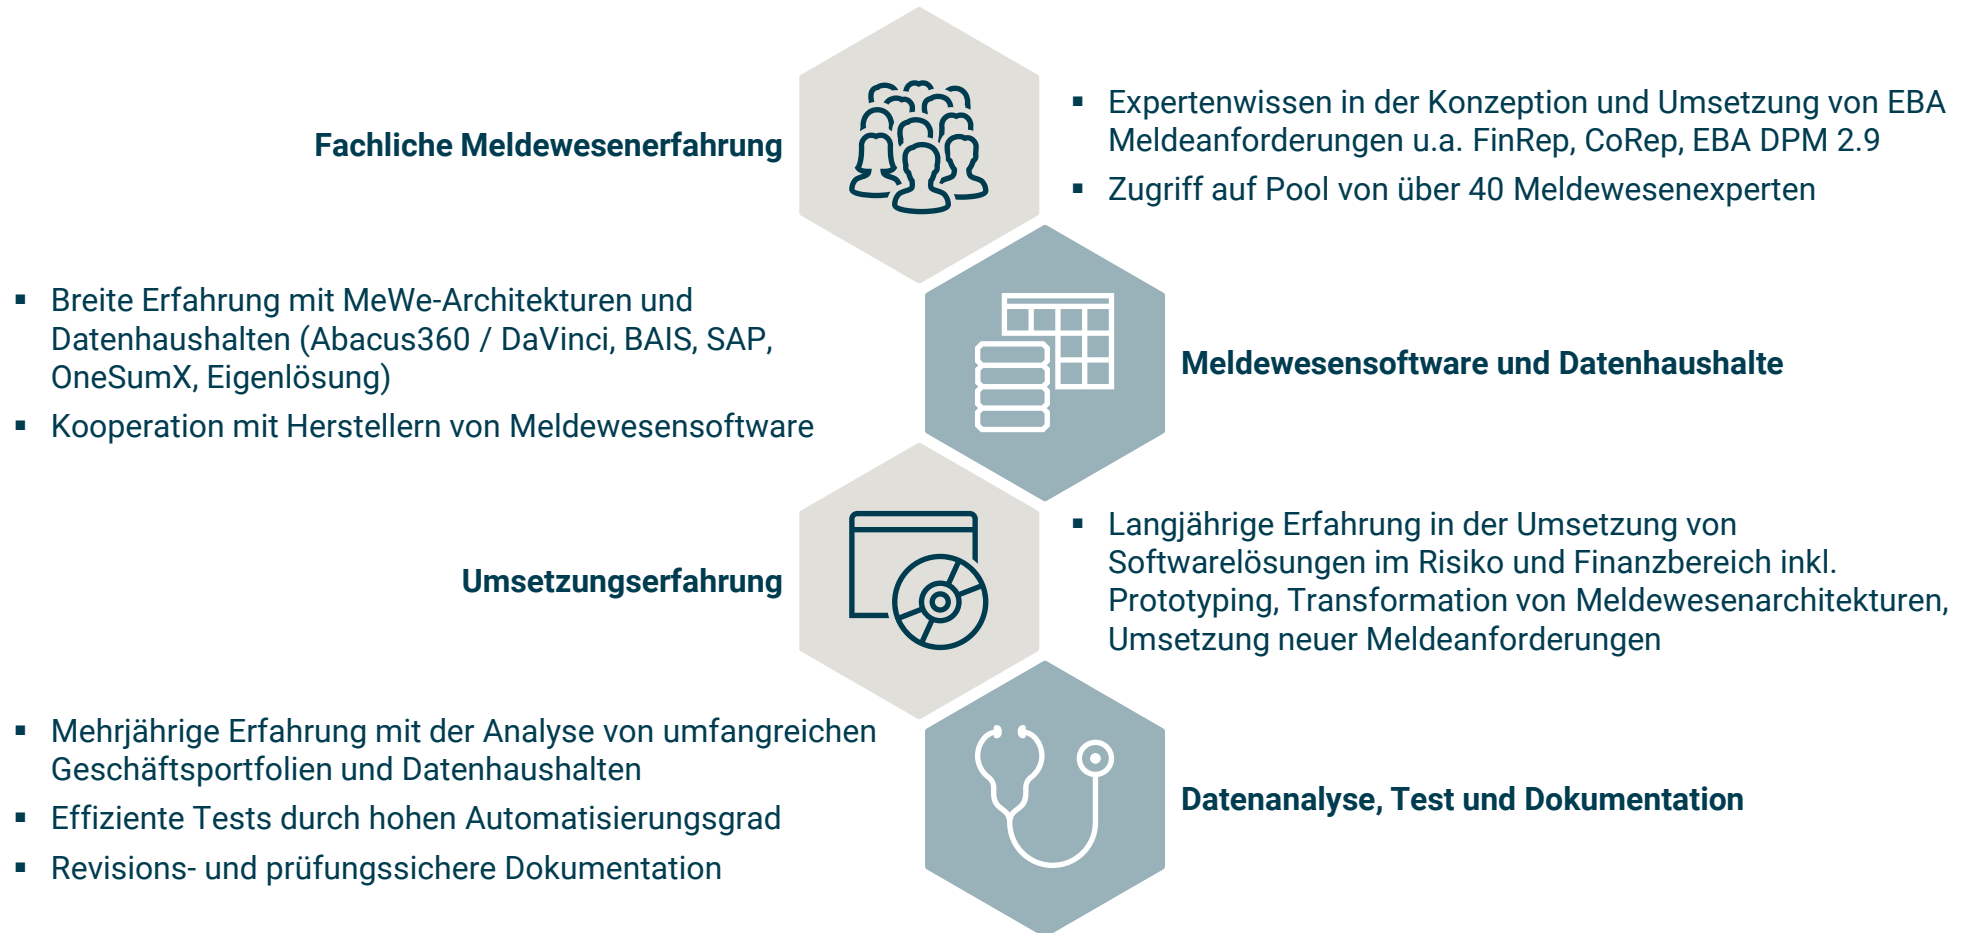 Fachliche Meldewesenerfahrung
▪ Expertenwissen in der Konzeption und Umsetzung von EBA
Meldeanforderungen u.a. FinRep, CoRep, EBA DPM 2.9
▪ Zugriff auf Pool von über 40 Meldewesenexperten
▪ Breite Erfahrung mit MeWe-Architekturen und
Datenhaushalten (Abacus360 / DaVinci, BAIS, SAP,
OneSumX, Eigenlösung)
▪ Kooperation mit Herstellern von Meldewesensoftware
Meldewesensoftware und Datenhaushalte
Umsetzungserfahrung
▪ Langjährige Erfahrung in der Umsetzung von
Softwarelösungen im Risiko und Finanzbereich inkl.
Prototyping, Transformation von Meldewesenarchitekturen,
Umsetzung neuer Meldeanforderungen
▪ Mehrjährige Erfahrung mit der Analyse von umfangreichen
Geschäftsportfolien und Datenhaushalten
▪ Effiziente Tests durch hohen Automatisierungsgrad
▪ Revisions- und prüfungssichere Dokumentation
Datenanalyse, Test und Dokumentation